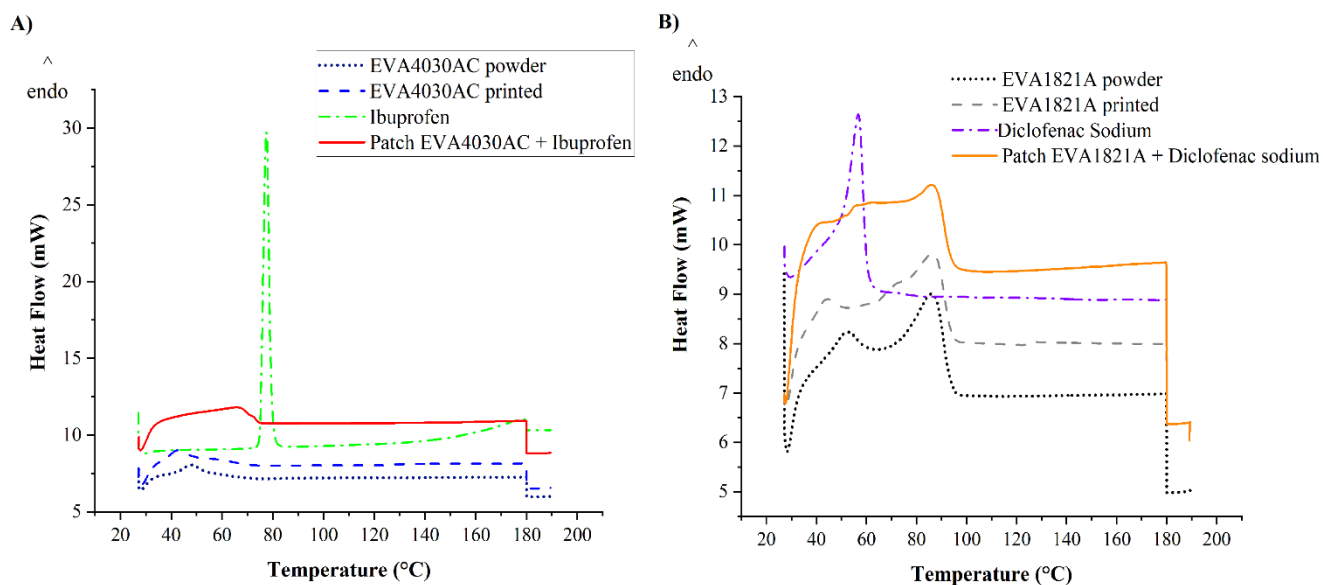 A)
^
endo
EVA4030AC powder
EVA4030AC printed
Ibuprofen
Patch EVA4030AC + Ibuprofen
Heat Flow (mW)
30
25
20
15
10
5
20 40 60 80 100 120 140 160 180 200
Temperature (°C)
B)
^
endo
EVA1821A powder
EVA1821A printed
Diclofenac Sodium
Patch EVA1821A + Diclofenac sodium
Heat Flow (mW)
13
12
11
10
9
8
7
6
5
20 40 60 80 100 120 140 160 180 200
Temperature (°C)